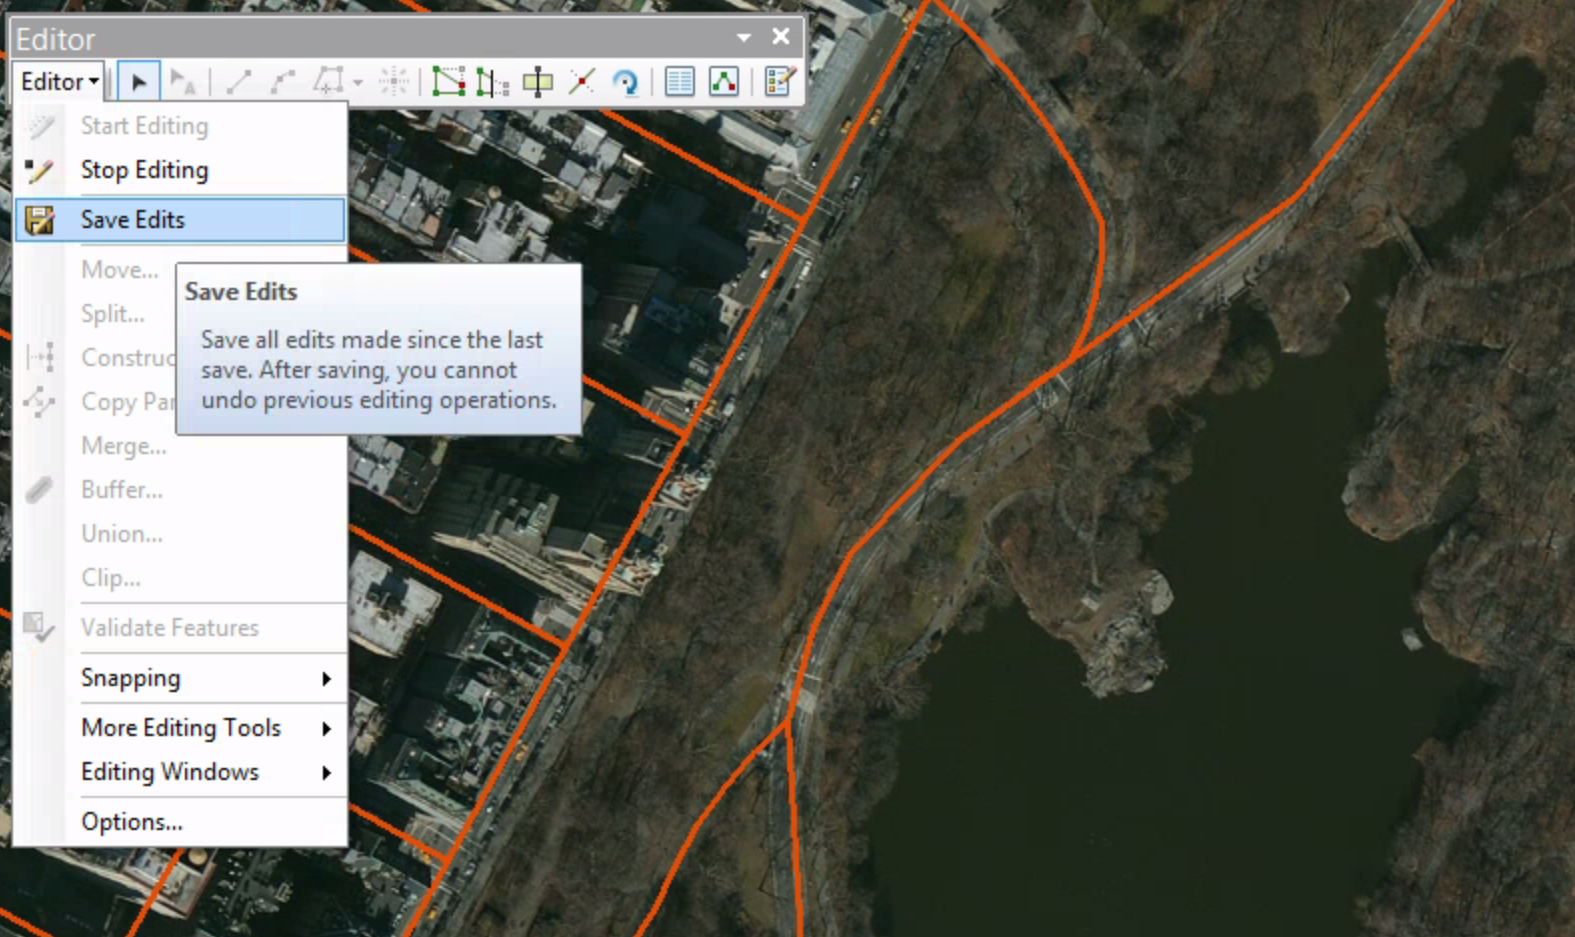 Editor
Editor
Start Editing
Stop Editing
Save Edits
Move...
Split...
Save Edits
Save all edits made since the last
save. After saving, you cannot
undo previous editing operations.
Construc
Copy Par
Merge...
Buffer...
Union...
Clip...
Validate Features
Snapping
More Editing Tools
Editing Windows
Options...